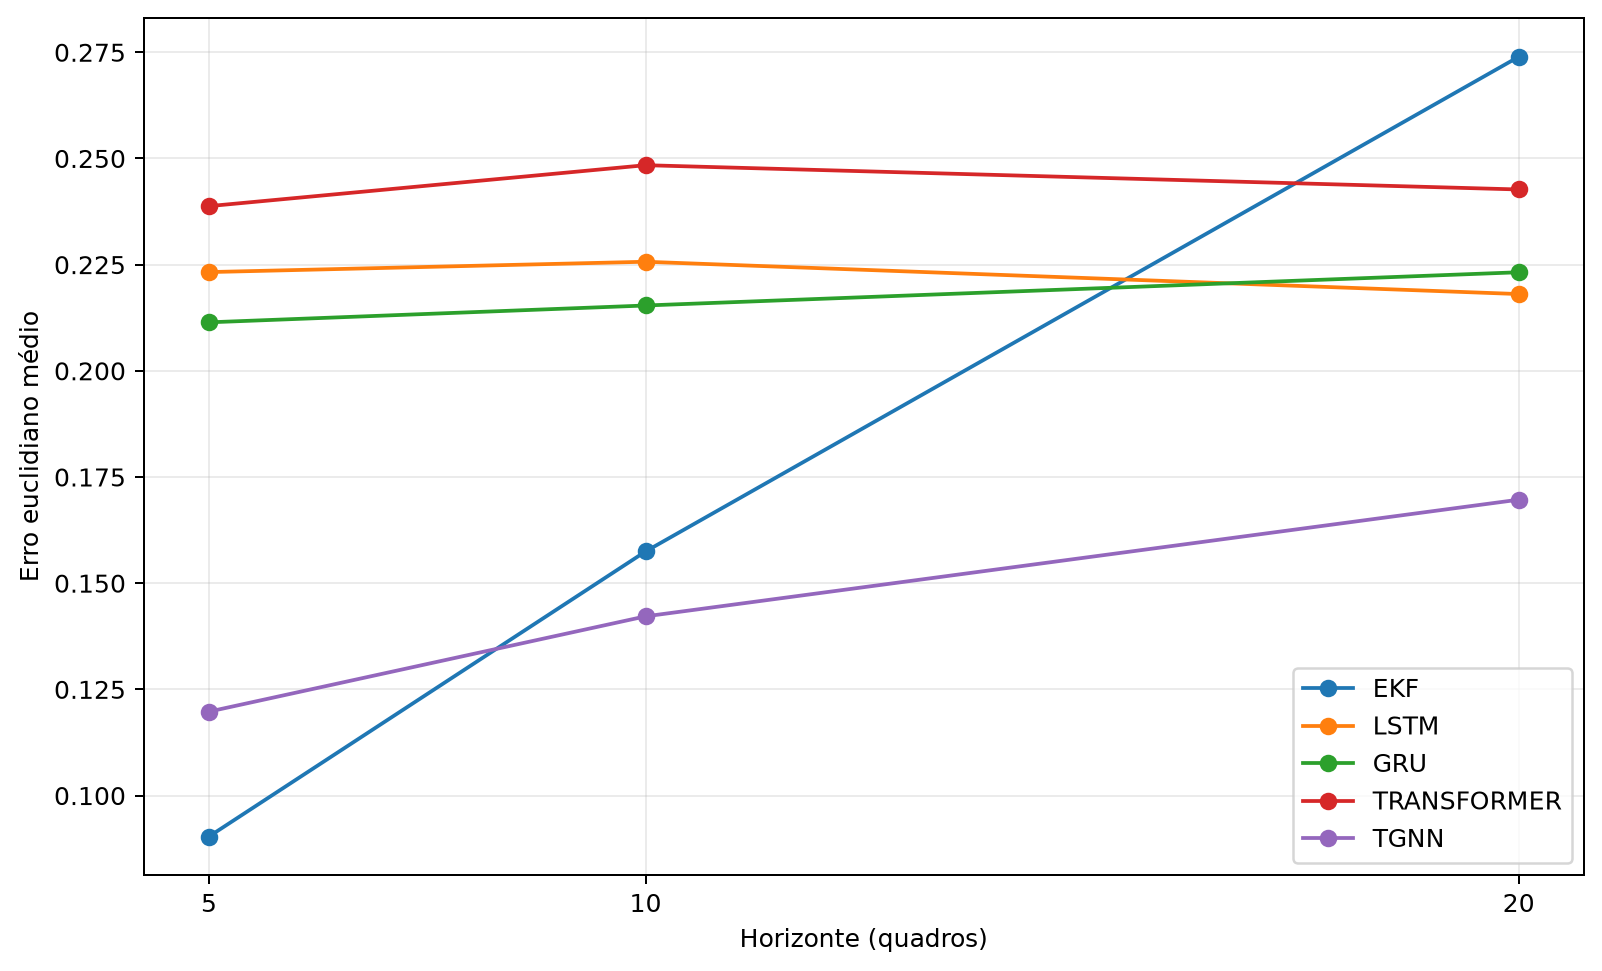 0.275
0.250
0.225
0.200
0.175
0.150
0.125
0.100
Erro euclidiano médio
5 10 20
Horizonte (quadros)
EKF
LSTM
GRU
TRANSFORMER
TGNN